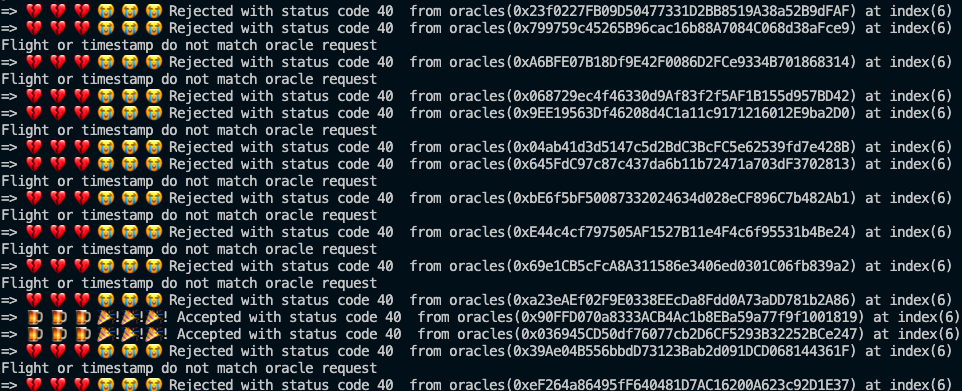 => 💔 💔 💔 😭 😭 😭 Rejected with status code 40  from oracles(0x23f0227FB09D50477331D2BB8519A38a52B9dFAF) at index(6)
=> 💔 💔 💔 😭 😭 😭 Rejected with status code 40  from oracles(0x799759c45265B96cac16b88A7084C068d38aFce9) at index(6)
Flight or timestamp do not match oracle request
=> 💔 💔 💔 😭 😭 😭 Rejected with status code 40  from oracles(0xA6BFE07B18Df9E42F0086D2FCe9334B701868314) at index(6)
Flight or timestamp do not match oracle request
=> 💔 💔 💔 😭 😭 😭 Rejected with status code 40  from oracles(0x068729ec4f46330d9Af83f2f5AF1B155d957BD42) at index(6)
=> 💔 💔 💔 😭 😭 😭 Rejected with status code 40  from oracles(0x9EE19563Df46208d4C1a11c9171216012E9ba2D0) at index(6)
Flight or timestamp do not match oracle request
=> 💔 💔 💔 😭 😭 😭 Rejected with status code 40  from oracles(0x04ab41d3d5147c5d2BdC3BcFC5e62539fd7e428B) at index(6)
=> 💔 💔 💔 😭 😭 😭 Rejected with status code 40  from oracles(0x645FdC97c87c437da6b11b72471a703dF3702813) at index(6)
Flight or timestamp do not match oracle request
=> 💔 💔 💔 😭 😭 😭 Rejected with status code 40  from oracles(0xbE6f5bF50087332024634d028eCF896C7b482Ab1) at index(6)
Flight or timestamp do not match oracle request
=> 💔 💔 💔 😭 😭 😭 Rejected with status code 40  from oracles(0xE44c4cf797505AF1527B11e4F4c6f95531b4Be24) at index(6)
Flight or timestamp do not match oracle request
=> 💔 💔 💔 😭 😭 😭 Rejected with status code 40  from oracles(0x69e1CB5cFcA8A311586e3406ed0301C06fb839a2) at index(6)
Flight or timestamp do not match oracle request
=> 💔 💔 💔 😭 😭 😭 Rejected with status code 40  from oracles(0xa23eAEf02F9E0338EEcDa8Fdd0A73aDD781b2A86) at index(6)
=> 🍺 🍺 🍺 🎉!🎉!🎉! Accepted with status code 40  from oracles(0x90FFD070a8333ACB4Ac1b8EBa59a77f9f1001819) at index(6)
=> 🍺 🍺 🍺 🎉!🎉!🎉! Accepted with status code 40  from oracles(0x036945CD50df76077cb2D6CF5293B32252BCe247) at index(6)
=> 💔 💔 💔 😭 😭 😭 Rejected with status code 40  from oracles(0x39Ae04B556bbdD73123Bab2d091DCD068144361F) at index(6)
Flight or timestamp do not match oracle request
=> 💔 💔 💔 😭 😭 😭 Rejected with status code 40  from oracles(0xeF264a86495fF640481D7AC16200A623c92D1E37) at index(6)